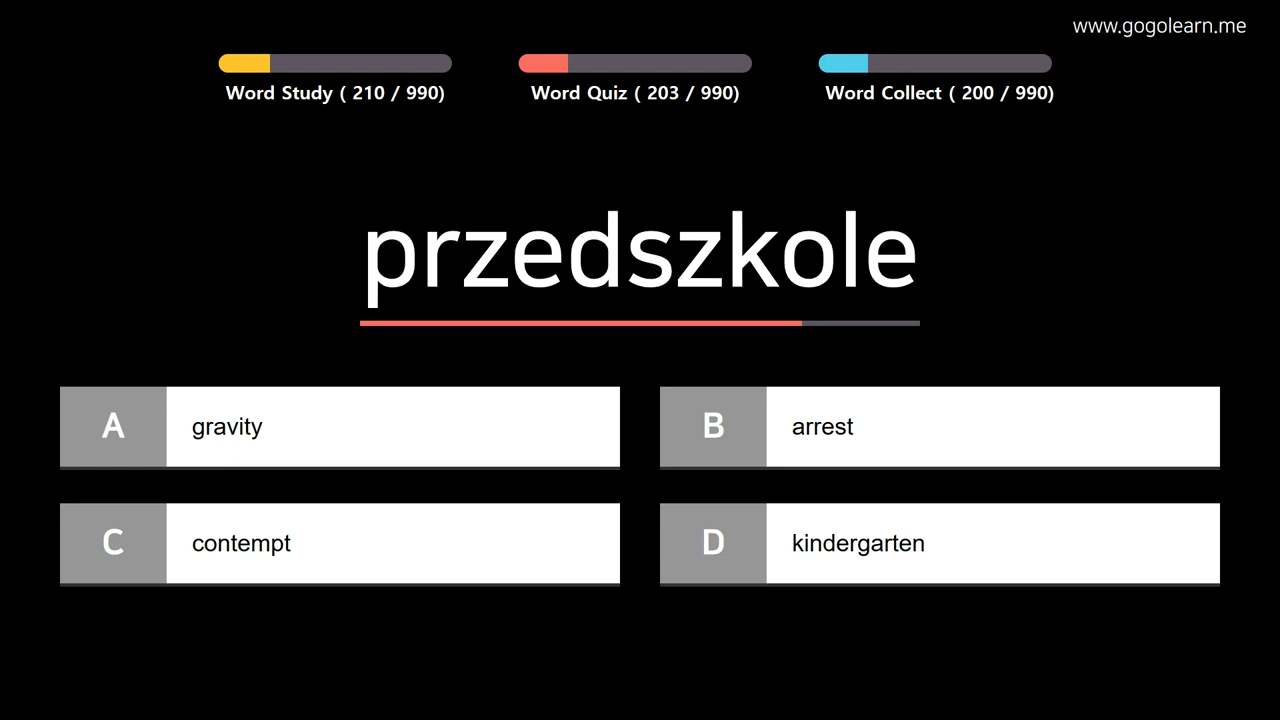 www.gogolearn.me
Word Study ( 210 / 990)
Word Quiz ( 203 / 990)
Word Collect ( 200 / 990)
przedszkole
A gravity
B arrest
C contempt
D kindergarten